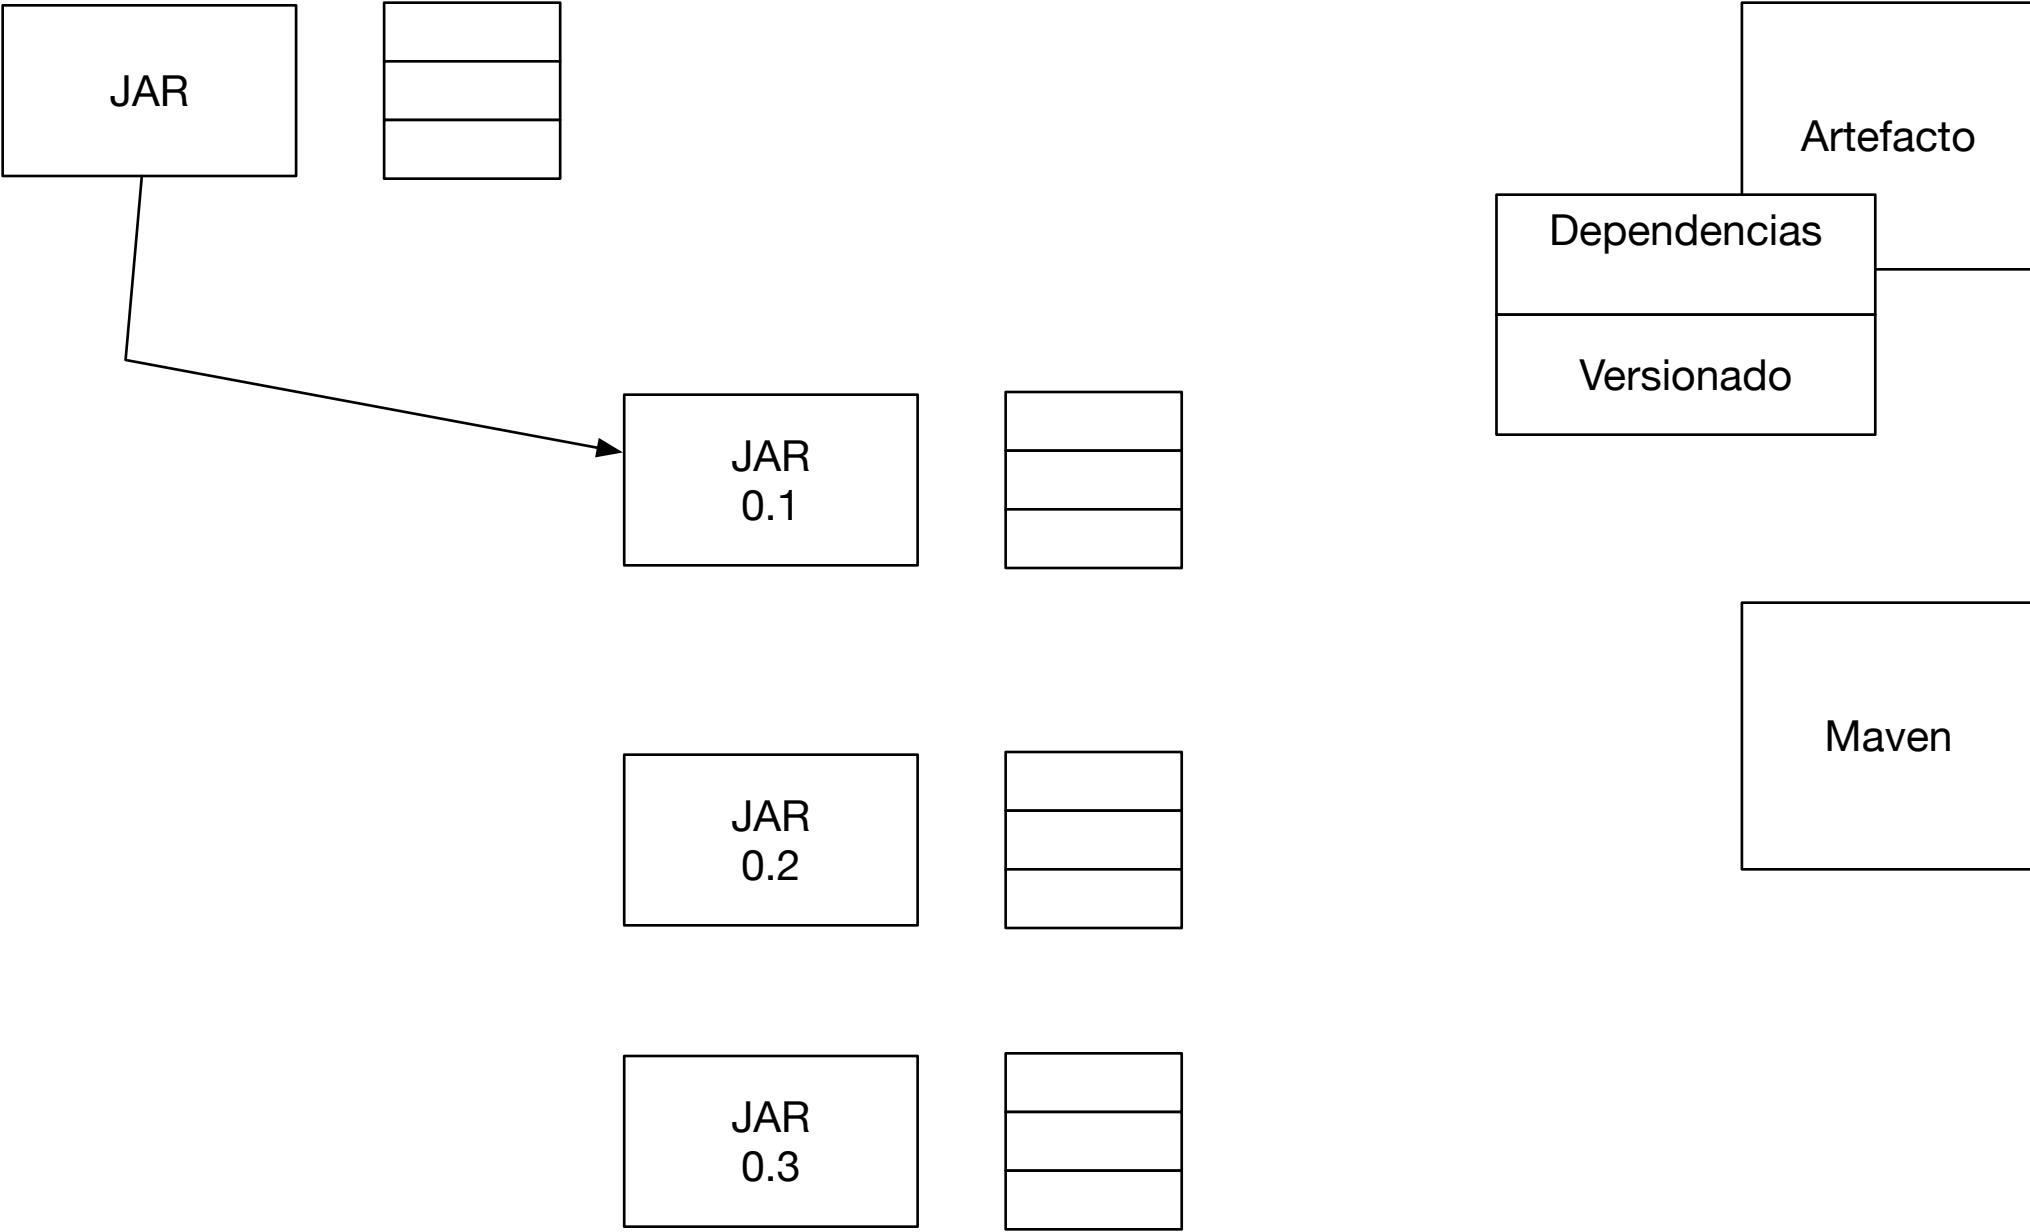 JAR
Artefacto
Dependencias
Versionado
JAR
0.1
Maven
JAR
0.2
JAR
0.3